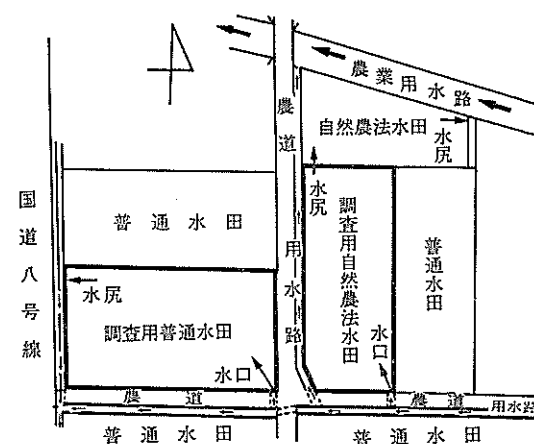 農業用水路
農道
自然農法水田
水尻
国道八号線
普通水田
水尻
用水路
調査用自然農法水田
普通水田
水尻
調査用普通水田
水口
水口
農道
農道
用水路
普通水田
普通水田